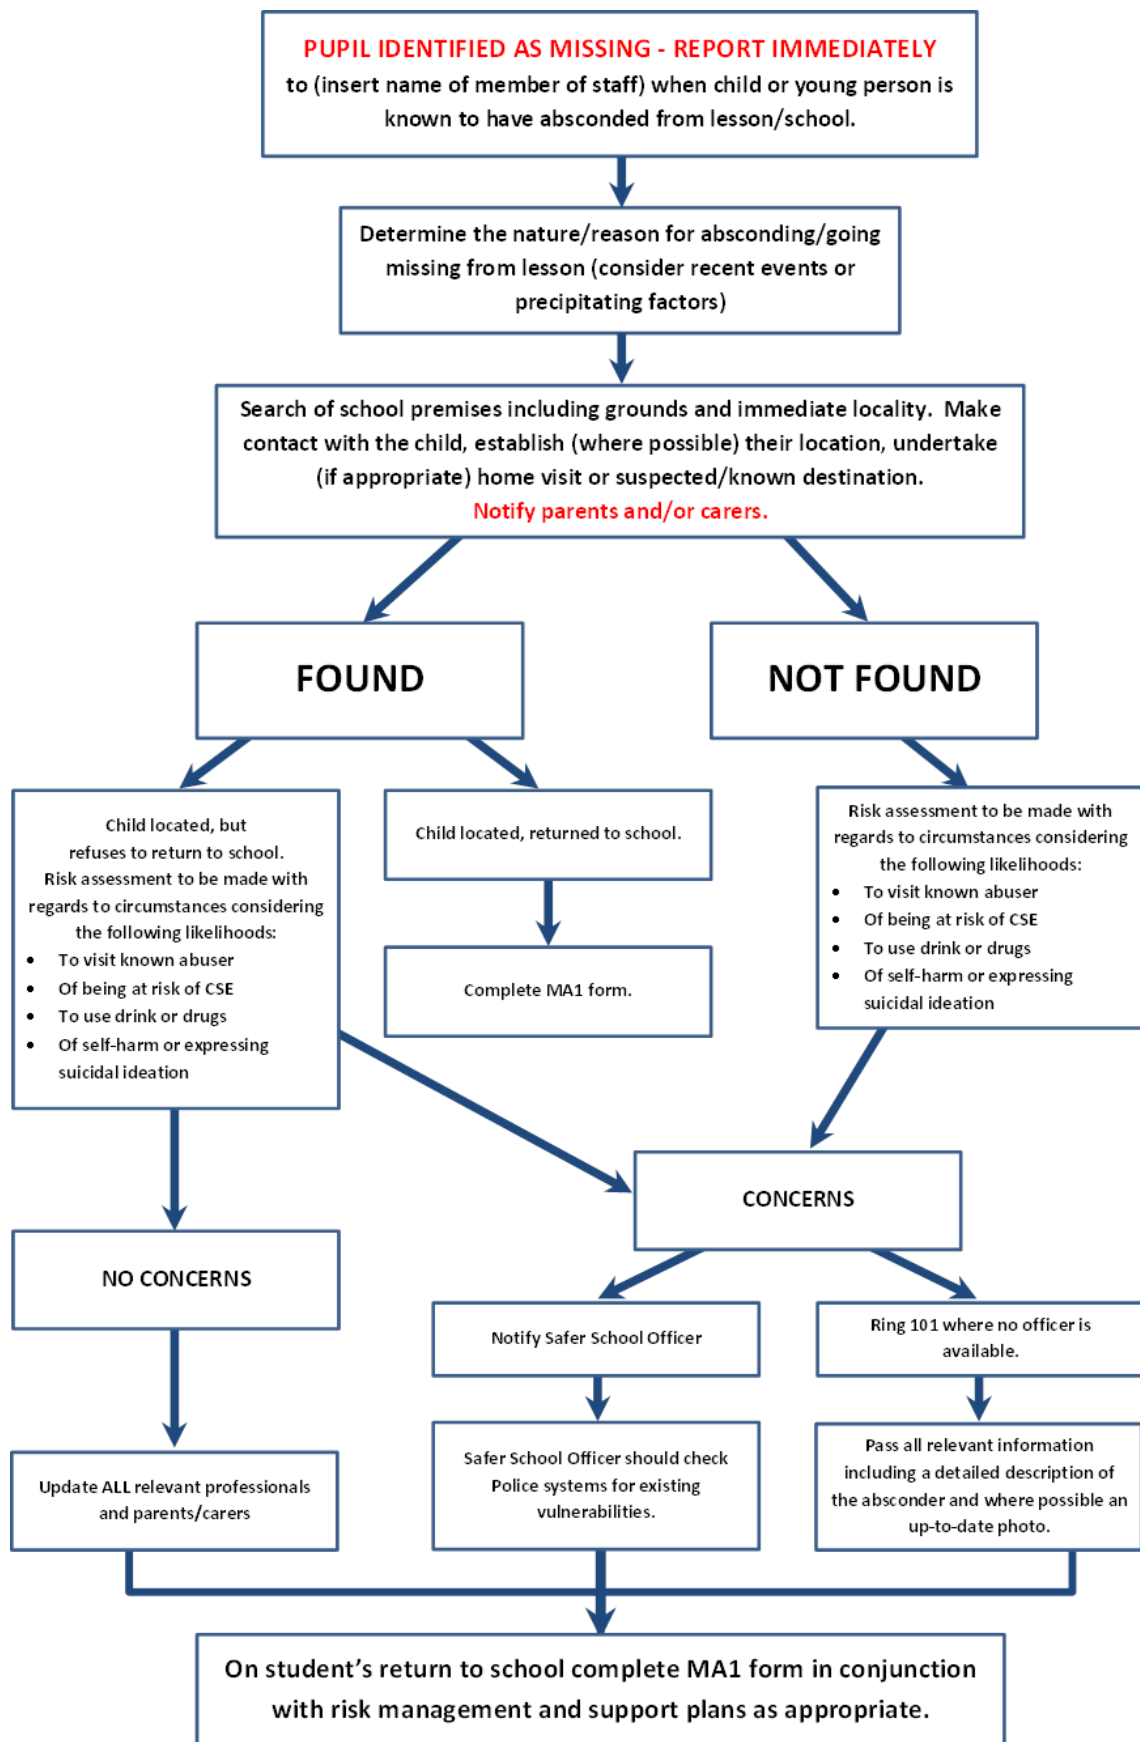 PUPIL IDENTIFIED AS MISSING - REPORT IMMEDIATELY
to (insert name of member of staff) when child or young person is
known to have absconded from lesson/school.
Determine the nature/reason for absconding/going
missing from lesson (consider recent events or
precipitating factors)
Search of school premises including grounds and immediate locality. Make
contact with the child, establish (where possible) their location, undertake
(if appropriate) home visit or suspected/known destination.
Notify parents and/or carers.
FOUND
NOT FOUND
Child located, but
refuses to return to school.
Risk assessment to be made with
regards to circumstances considering
the following likelihoods:
• To visit known abuser
• Of being at risk of CSE
• To use drink or drugs
• Of self-harm or expressing
suicidal ideation
Child located, returned to school.
Complete MA1 form.
Risk assessment to be made with
regards to circumstances considering
the following likelihoods:
• To visit known abuser
• Of being at risk of CSE
• To use drink or drugs
• Of self-harm or expressing
suicidal ideation
CONCERNS
NO CONCERNS
Notify Safer School Officer
Ring 101 where no officer is
available.
Update ALL relevant professionals
and parents/carers
Safer School Officer should check
Police systems for existing
vulnerabilities.
Pass all relevant information
including a detailed description of
the absconder and where possible an
up-to-date photo.
On student’s return to school complete MA1 form in conjunction
with risk management and support plans as appropriate.